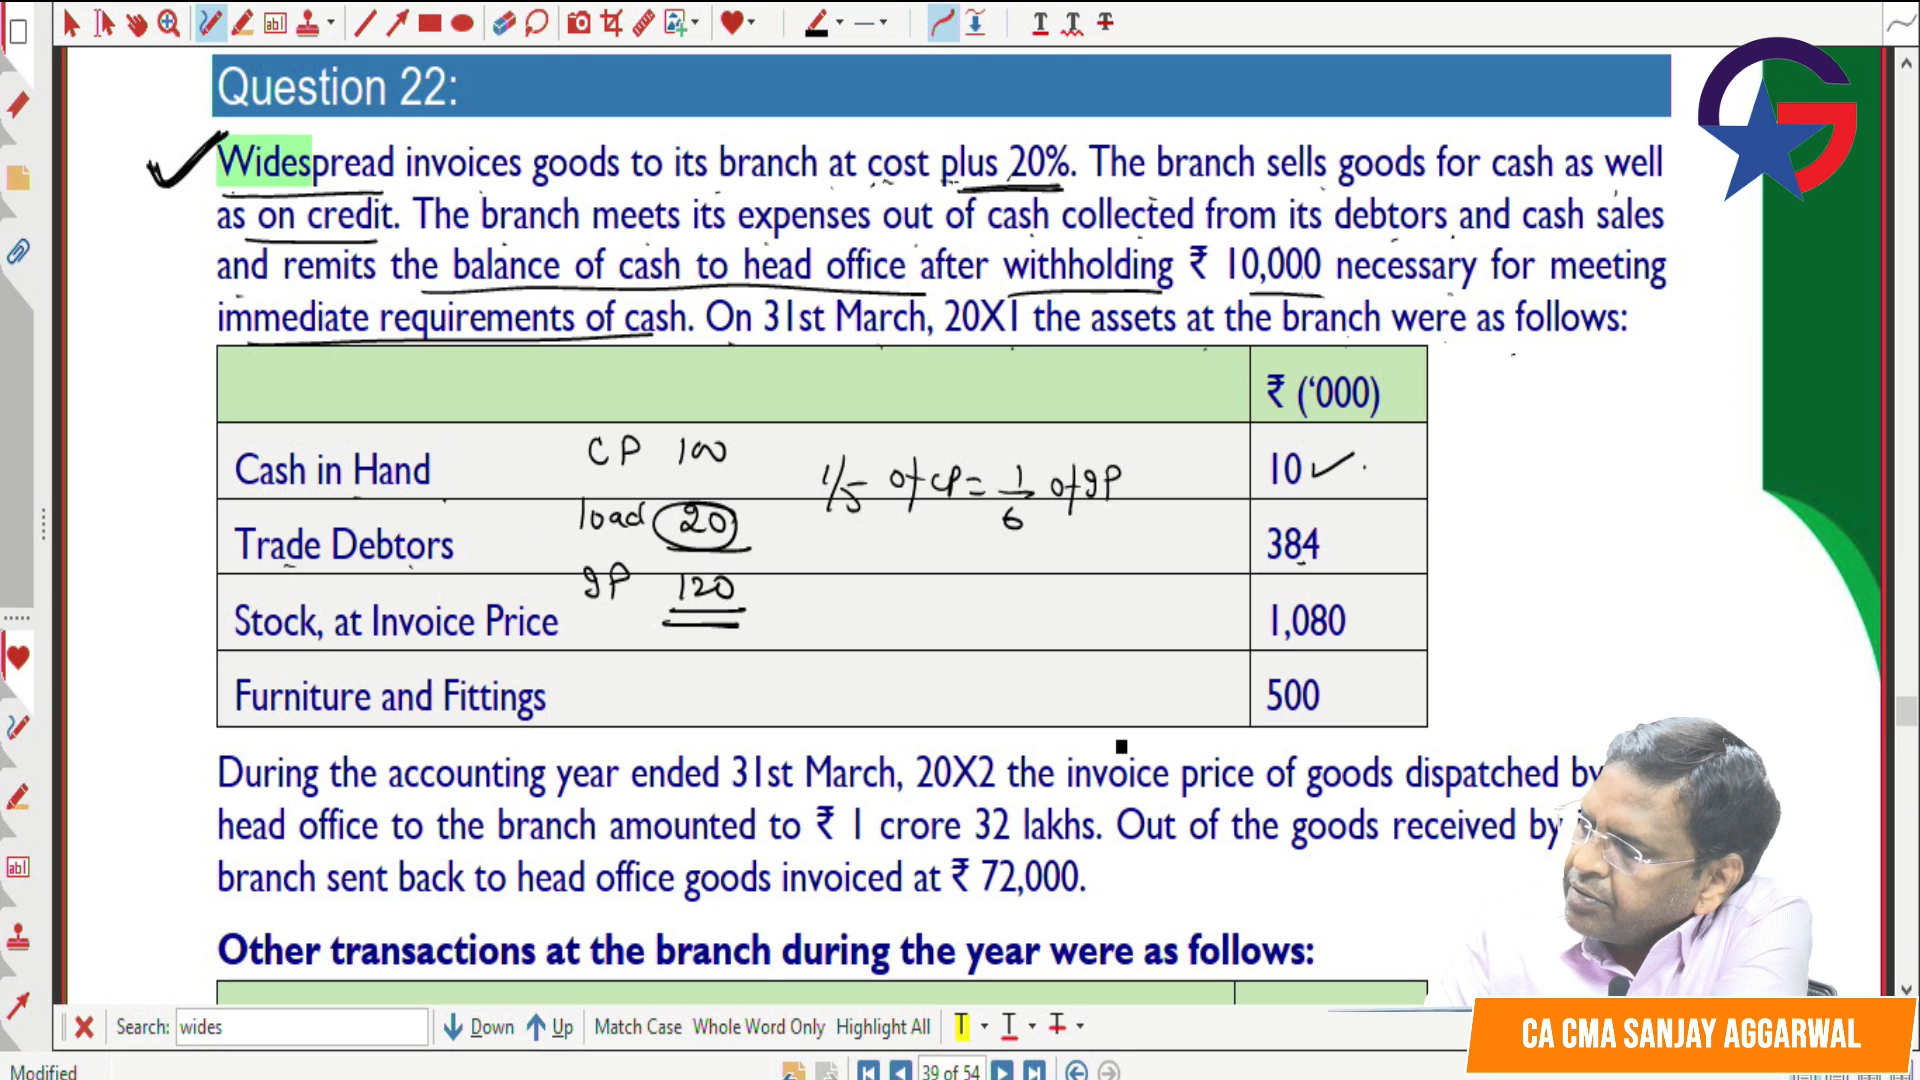 Question 22:
Widespread invoices goods to its branch at cost plus 20%. The branch sells goods for cash as well
as on credit. The branch meets its expenses out of cash collected from its debtors and cash sales
and remits the balance of cash to head office after withholding ₹ 10,000 necessary for meeting
immediate requirements of cash. On 31st March, 20X1 the assets at the branch were as follows:
₹ ('000)
Cash in Hand 10
CP 100
1/5 of CP = 1/6 of IP
Trade Debtors 384
load 20
IP 120
Stock, at Invoice Price 1,080
Furniture and Fittings 500
During the accounting year ended 31st March, 20X2 the invoice price of goods dispatched by
head office to the branch amounted to ₹ 1 crore 32 lakhs. Out of the goods received by
branch sent back to head office goods invoiced at ₹ 72,000.
Other transactions at the branch during the year were as follows:
Search: wides Down Up Match Case Whole Word Only Highlight All
CA CMA SANJAY AGGARWAL
Modified
39 of 54